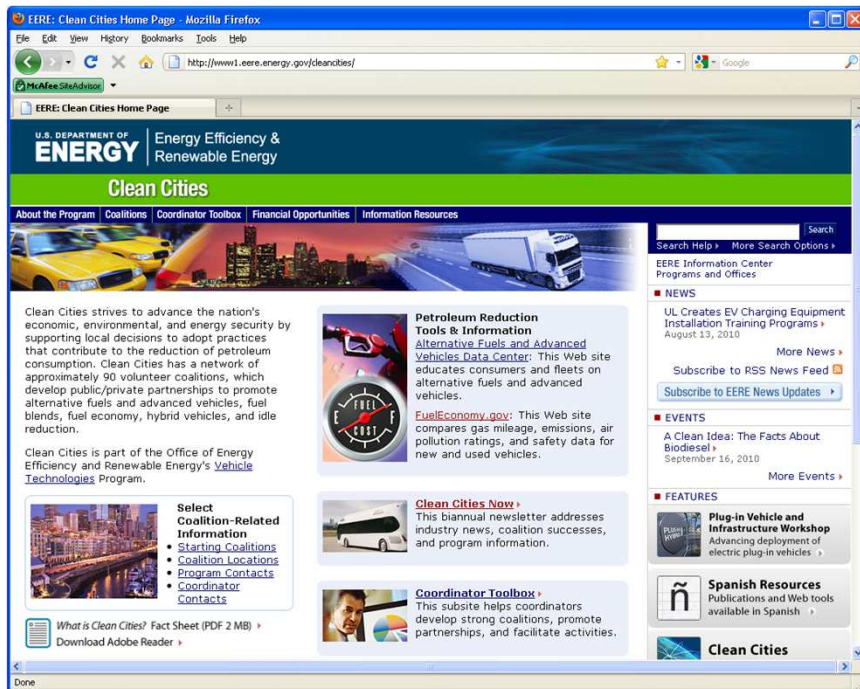 EERE: Clean Cities Home Page - Mozilla Firefox
File Edit View History Bookmarks Tools Help
http://www1.eere.energy.gov/cleancities/
Google
McAfee SiteAdvisor
EERE: Clean Cities Home Page
U.S. DEPARTMENT OF
ENERGY
Energy Efficiency &
Renewable Energy
Clean Cities
About the Program Coalitions Coordinator Toolbox Financial Opportunities Information Resources
Search
Search Help More Search Options
EERE Information Center
Programs and Offices
Clean Cities strives to advance the nation's
economic, environmental, and energy security by
supporting local decisions to adopt practices
that contribute to the reduction of petroleum
consumption. Clean Cities has a network of
approximately 90 volunteer coalitions, which
develop public/private partnerships to promote
alternative fuels and advanced vehicles, fuel
blends, fuel economy, hybrid vehicles, and idle
reduction.
Clean Cities is part of the Office of Energy
Efficiency and Renewable Energy's Vehicle
Technologies Program.
Select
Coalition-Related
Information
• Starting Coalitions
• Coalition Locations
• Program Contacts
• Coordinator
Contacts
What is Clean Cities? Fact Sheet (PDF 2 MB)
Download Adobe Reader
FUEL
E F
COST
Petroleum Reduction
Tools & Information
Alternative Fuels and Advanced
Vehicles Data Center: This Web site
educates consumers and fleets on
alternative fuels and advanced
vehicles.
FuelEconomy.gov: This Web site
compares gas mileage, emissions, air
pollution ratings, and safety data for
new and used vehicles.
Clean Cities Now
This biannual newsletter addresses
industry news, coalition successes,
and program information.
Coordinator Toolbox
This subsite helps coordinators
develop strong coalitions, promote
partnerships, and facilitate activities.
NEWS
UL Creates EV Charging Equipment
Installation Training Programs
August 13, 2010
More News
Subscribe to RSS News Feed
Subscribe to EERE News Updates
EVENTS
A Clean Idea: The Facts About
Biodiesel
September 16, 2010
More Events
FEATURES
Plug-in Vehicle and
Infrastructure Workshop
Advancing deployment of
electric plug-in vehicles
ñ
Spanish Resources
Publications and Web tools
available in Spanish
Clean Cities
Done